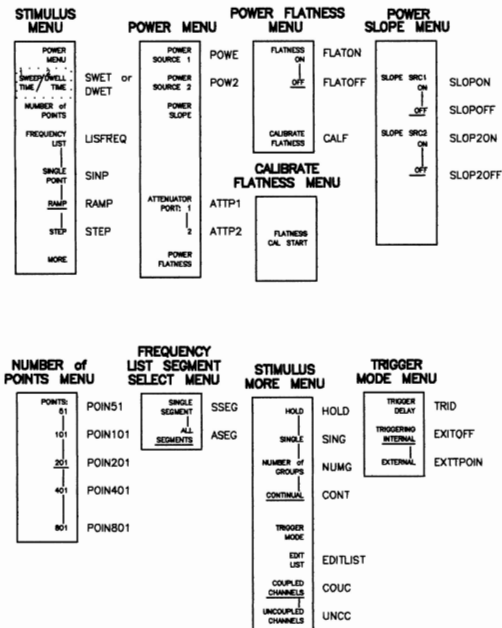 STIMULUS
MENU
POWER
MENU
SWEEP/DWELL
TIME / TIME
SWET or
DWET
NUMBER of
POINTS
FREQUENCY
LIST
LISFREQ
SINGLE
POINT
SINP
RAMP
RAMP
STEP
STEP
MORE
POWER MENU
POWER
SOURCE 1
POWE
POWER
SOURCE 2
POW2
POWER
SLOPE
ATTENUATOR
PORT: 1
ATTP1
2
ATTP2
POWER
FLATNESS
POWER FLATNESS
MENU
FLATNESS
ON
FLATON
OFF
FLATOFF
CALIBRATE
FLATNESS
CALF
CALIBRATE
FLATNESS MENU
FLATNESS
CAL START
POWER
SLOPE MENU
SLOPE SRC1
ON
SLOPON
OFF
SLOPOFF
SLOPE SRC2
ON
SLOP2ON
OFF
SLOP2OFF
NUMBER of
POINTS MENU
POINTS:
51
POIN51
101
POIN101
201
POIN201
401
POIN401
801
POIN801
FREQUENCY
LIST SEGMENT
SELECT MENU
SINGLE
SEGMENT
SSEG
ALL
SEGMENTS
ASEG
STIMULUS
MORE MENU
HOLD
HOLD
SINGLE
SING
NUMBER of
GROUPS
NUMG
CONTINUAL
CONT
TRIGGER
MODE
EDIT
LIST
EDITLIST
COUPLED
CHANNELS
COUC
UNCOUPLED
CHANNELS
UNCC
TRIGGER
MODE MENU
TRIGGER
DELAY
TRID
TRIGGERING
INTERNAL
EXITOFF
EXTERNAL
EXTTPOIN